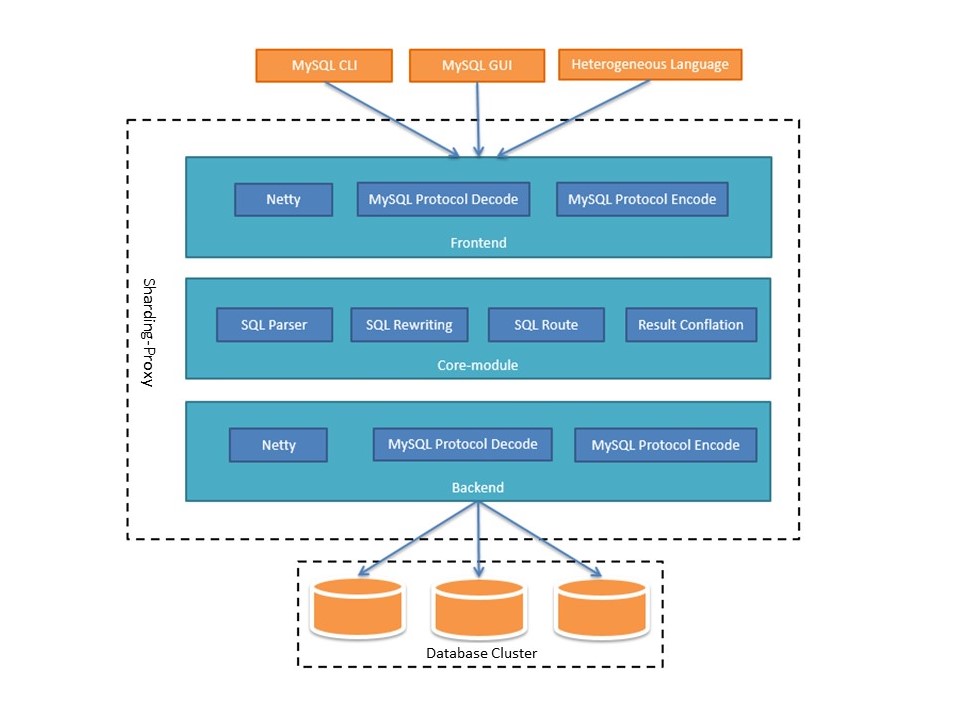 MySQL CLI
MySQL GUI
Heterogeneous Language
Sharding-Proxy
Netty
MySQL Protocol Decode
MySQL Protocol Encode
Frontend
SQL Parser
SQL Rewriting
SQL Route
Result Conflation
Core-module
Netty
MySQL Protocol Decode
MySQL Protocol Encode
Backend
Database Cluster